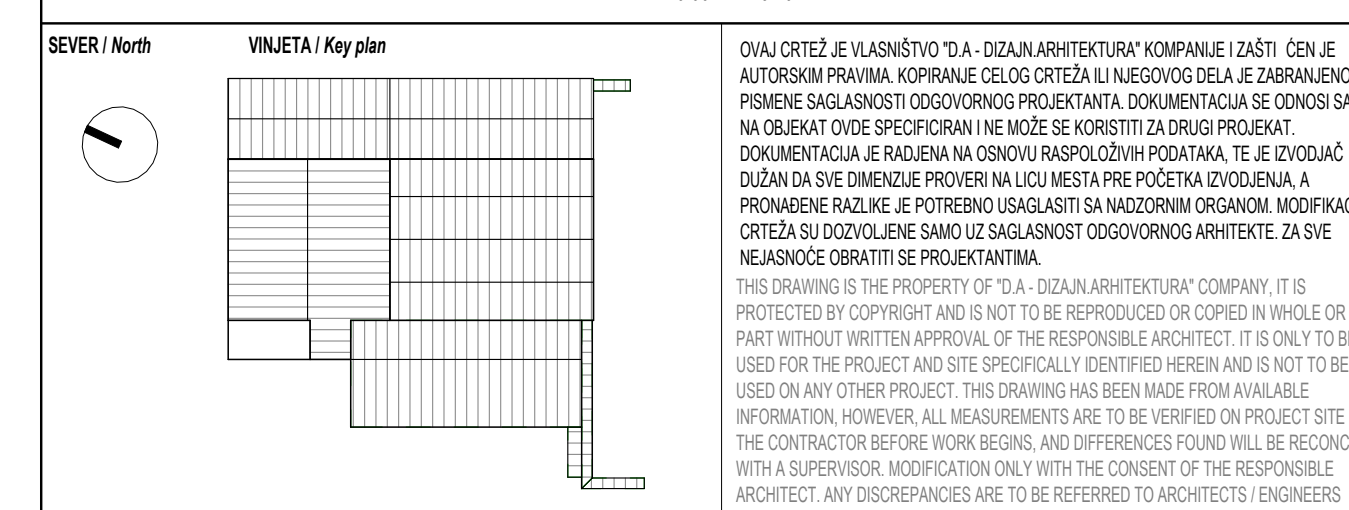 SEVER / North
VINJETA / Key plan
OVAJ CRTEŽ JE VLASNIŠTVO "D.A - DIZAJN.ARHITEKTURA" KOMPANIJE I ZAŠTI ĆEN JE
AUTORSKIM PRAVIMA. KOPIRANJE CELOG CRTEŽA ILI NJEGOVOG DELA JE ZABRANJENO
PISMENE SAGLASNOSTI ODGOVORNOG PROJEKTANTA. DOKUMENTACIJA SE ODNOSI
NA OBJEKAT OVDE SPECIFICIRAN I NE MOŽE SE KORISTITI ZA DRUGI PROJEKAT.
DOKUMENTACIJA JE RADJENA NA OSNOVU RASPOLOŽIVIH PODATAKA, TE JE IZVODJAČ
DUŽAN DA SVE DIMENZIJE PROVERI NA LICU MESTA PRE POČETKA IZVODJENJA, A
PRONAĐENE RAZLIKE JE POTREBNO USAGLASITI SA NADZORNIM ORGANOM.
CRTEŽA SU DOZVOLJENE SAMO UZ SAGLASNOST ODGOVORNOG ARHITEKTE. ZA SVE
NEJASNOĆE OBRATITI SE PROJEKTANTIMA.
THIS DRAWING IS THE PROPERTY OF "D.A - DIZAJN.ARHITEKTURA" COMPANY, IT IS
PROTECTED BY COPYRIGHT AND IS NOT TO BE REPRODUCED OR COPIED IN WHOLE OR
PART WITHOUT WRITTEN APPROVAL OF THE RESPONSIBLE ARCHITECT. IT IS ONLY TO BE
USED FOR THE PROJECT AND SITE SPECIFICALLY IDENTIFIED HEREIN AND IS NOT TO BE
USED ON ANY OTHER PROJECT. THIS DRAWING HAS BEEN MADE FROM AVAILABLE
INFORMATION, HOWEVER, ALL MEASUREMENTS ARE TO BE VERIFIED ON PROJECT SITE
THE CONTRACTOR BEFORE WORK BEGINS, AND DIFFERENCES FOUND WILL BE
WITH A SUPERVISOR. MODIFICATION ONLY WITH THE CONSENT OF THE RESPONSIBLE
ARCHITECT. ANY DISCREPANCIES ARE TO BE REFERRED TO ARCHITECTS / ENGINEERS